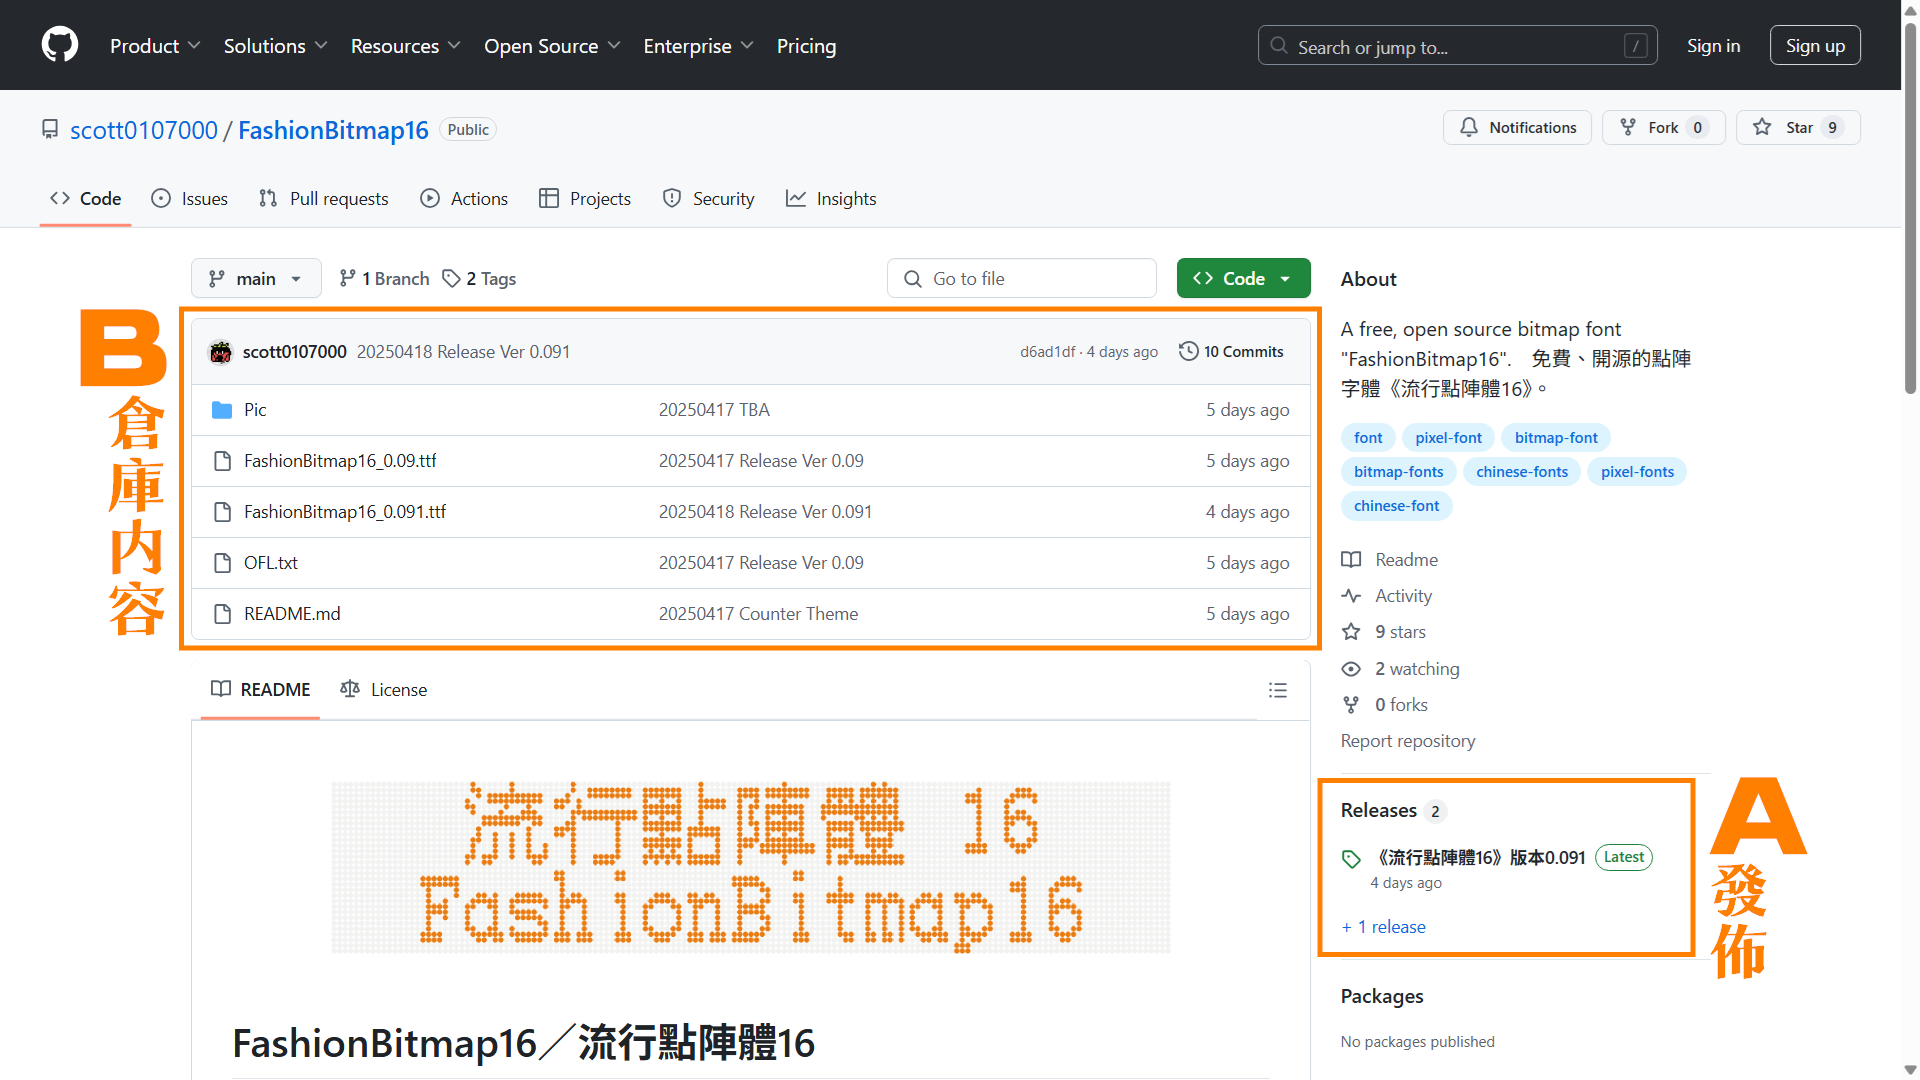 Product
Solutions
Resources
Open Source
Enterprise
Pricing
Search or jump to...
/
Sign in
Sign up
scott0107000 / FashionBitmap16
Public
Notifications
Fork 0
Star 9
Code
Issues
Pull requests
Actions
Projects
Security
Insights
main
1 Branch
2 Tags
Go to file
Code
B
倉庫内容
scott0107000 20250418 Release Ver 0.091
d6ad1df · 4 days ago
10 Commits
Pic 20250417 TBA 5 days ago
FashionBitmap16_0.09.ttf 20250417 Release Ver 0.09 5 days ago
FashionBitmap16_0.091.ttf 20250418 Release Ver 0.091 4 days ago
OFL.txt 20250417 Release Ver 0.09 5 days ago
README.md 20250417 Counter Theme 5 days ago
README
License
流行點陣體 16
FashionBitmap16
FashionBitmap16／流行點陣體16
About
A free, open source bitmap font
"FashionBitmap16".　免費、開源的點陣
字體《流行點陣體16》。
font pixel-font bitmap-font
bitmap-fonts chinese-fonts pixel-fonts
chinese-font
Readme
Activity
9 stars
2 watching
0 forks
Report repository
Releases 2
《流行點陣體16》版本0.091 Latest
4 days ago
+ 1 release
A
發佈
Packages
No packages published